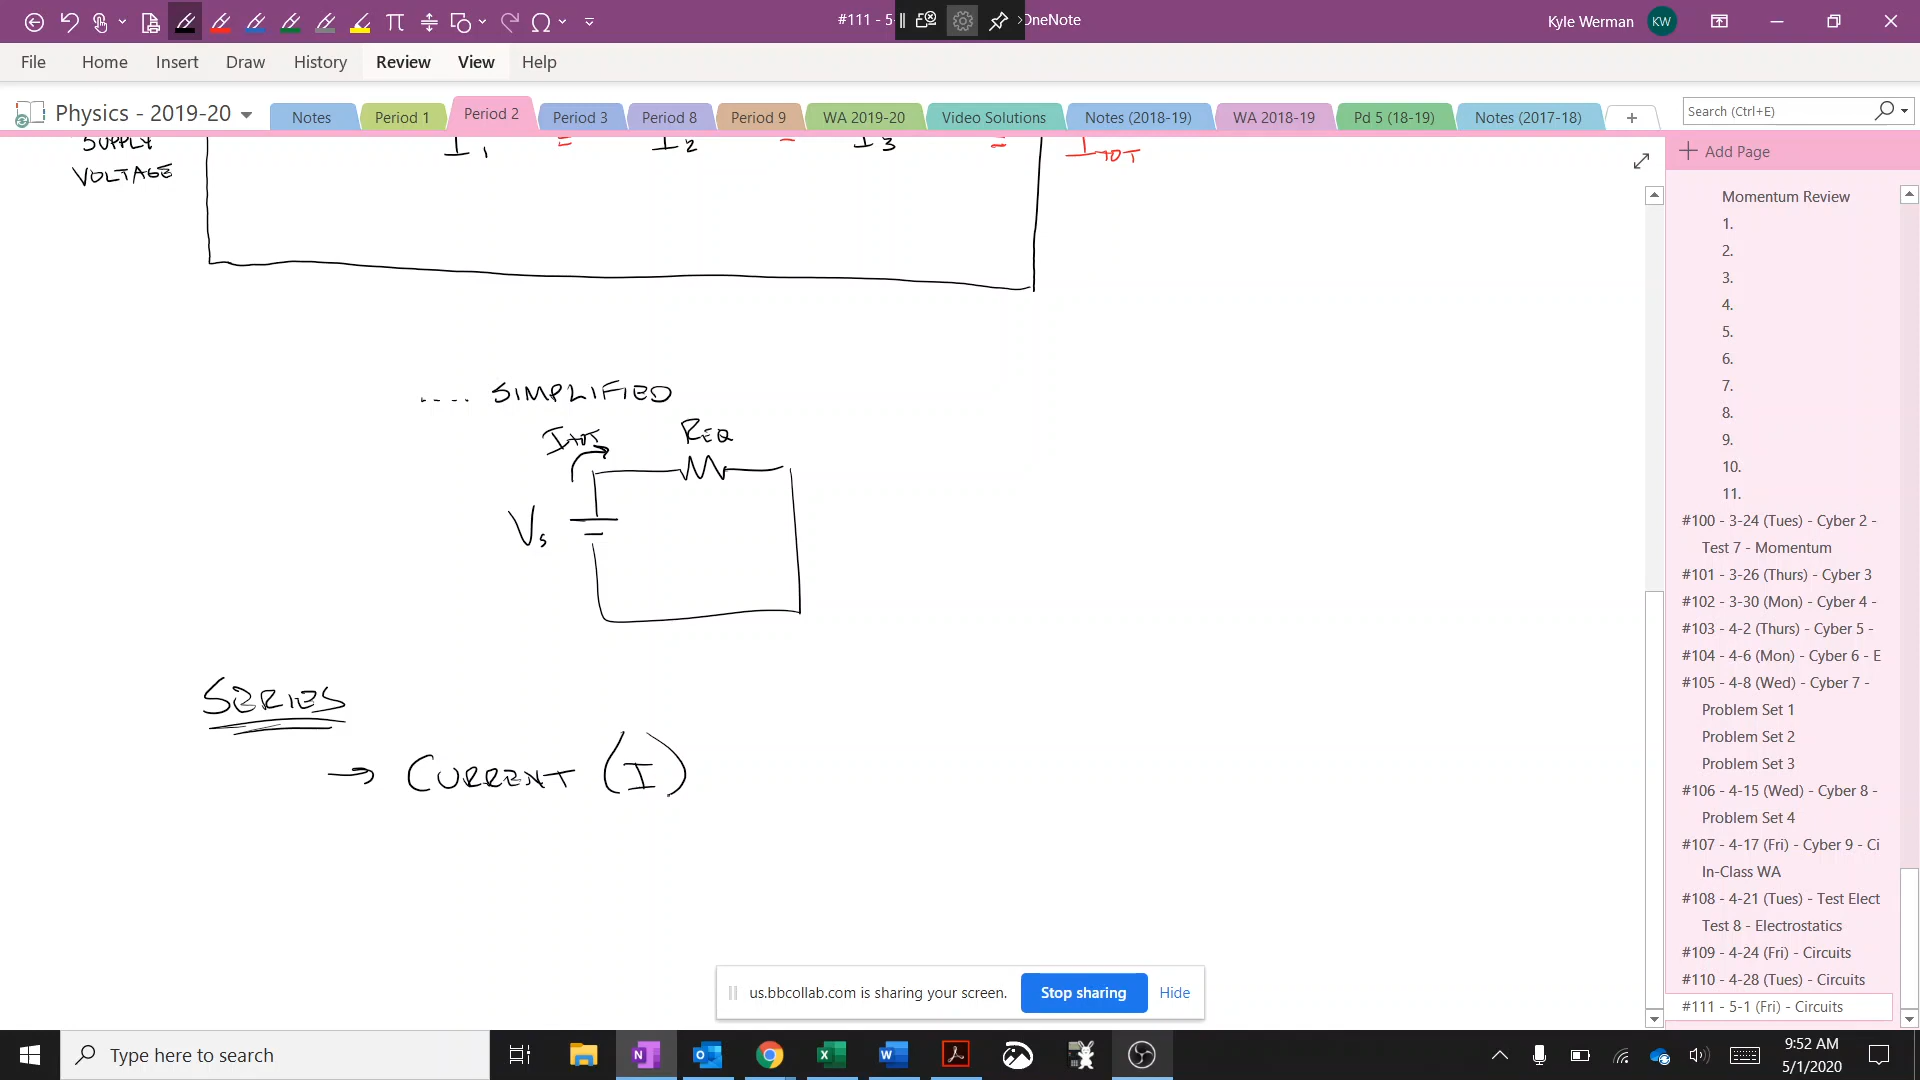 #111 - 5-
OneNote
Kyle Werman
KW
File Home Insert Draw History Review View Help
Physics - 2019-20
Notes Period 1 Period 2 Period 3 Period 8 Period 9 WA 2019-20 Video Solutions Notes (2018-19) WA 2018-19 Pd 5 (18-19) Notes (2017-18) +
Search (Ctrl+E)
SUPPLY
VOLTAGE
I1 = I2 = I3 = ITOT
.... SIMPLIFIED
ITOT REQ
Vs
SERIES
→ CURRENT (I)
Add Page
Momentum Review
1.
2.
3.
4.
5.
6.
7.
8.
9.
10.
11.
#100 - 3-24 (Tues) - Cyber 2 -
Test 7 - Momentum
#101 - 3-26 (Thurs) - Cyber 3
#102 - 3-30 (Mon) - Cyber 4 -
#103 - 4-2 (Thurs) - Cyber 5 -
#104 - 4-6 (Mon) - Cyber 6 - E
#105 - 4-8 (Wed) - Cyber 7 -
Problem Set 1
Problem Set 2
Problem Set 3
#106 - 4-15 (Wed) - Cyber 8 -
Problem Set 4
#107 - 4-17 (Fri) - Cyber 9 - Ci
In-Class WA
#108 - 4-21 (Tues) - Test Elect
Test 8 - Electrostatics
#109 - 4-24 (Fri) - Circuits
#110 - 4-28 (Tues) - Circuits
#111 - 5-1 (Fri) - Circuits
us.bbcollab.com is sharing your screen.
Stop sharing
Hide
Type here to search
9:52 AM
5/1/2020